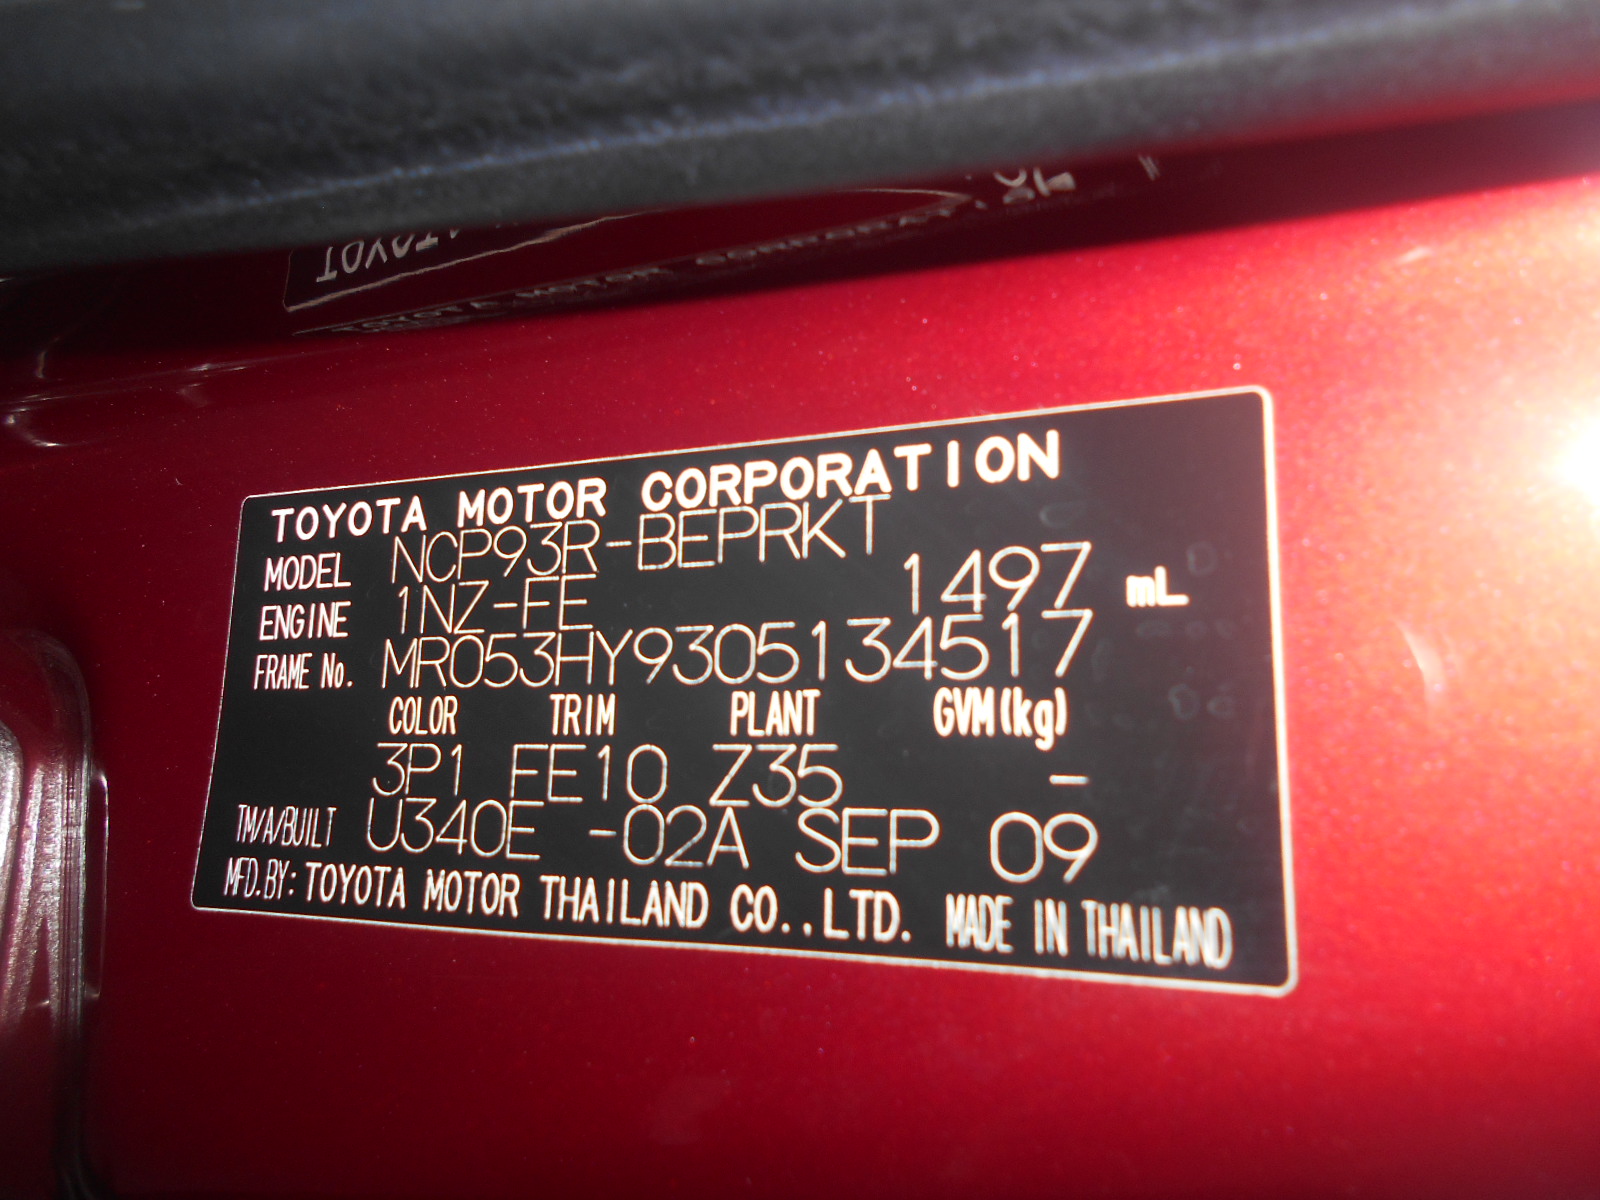 TOYOTA MOTOR CORPORATION
MODEL NCP93R-BEPRKT
ENGINE 1NZ-FE 1497 mL
FRAME No. MR053HY9305134517
COLOR TRIM PLANT GVM(kg)
3P1 FE10 Z35 -
TM/A/BUILT U340E -02A SEP 09
MFD.BY: TOYOTA MOTOR THAILAND CO.,LTD. MADE IN THAILAND